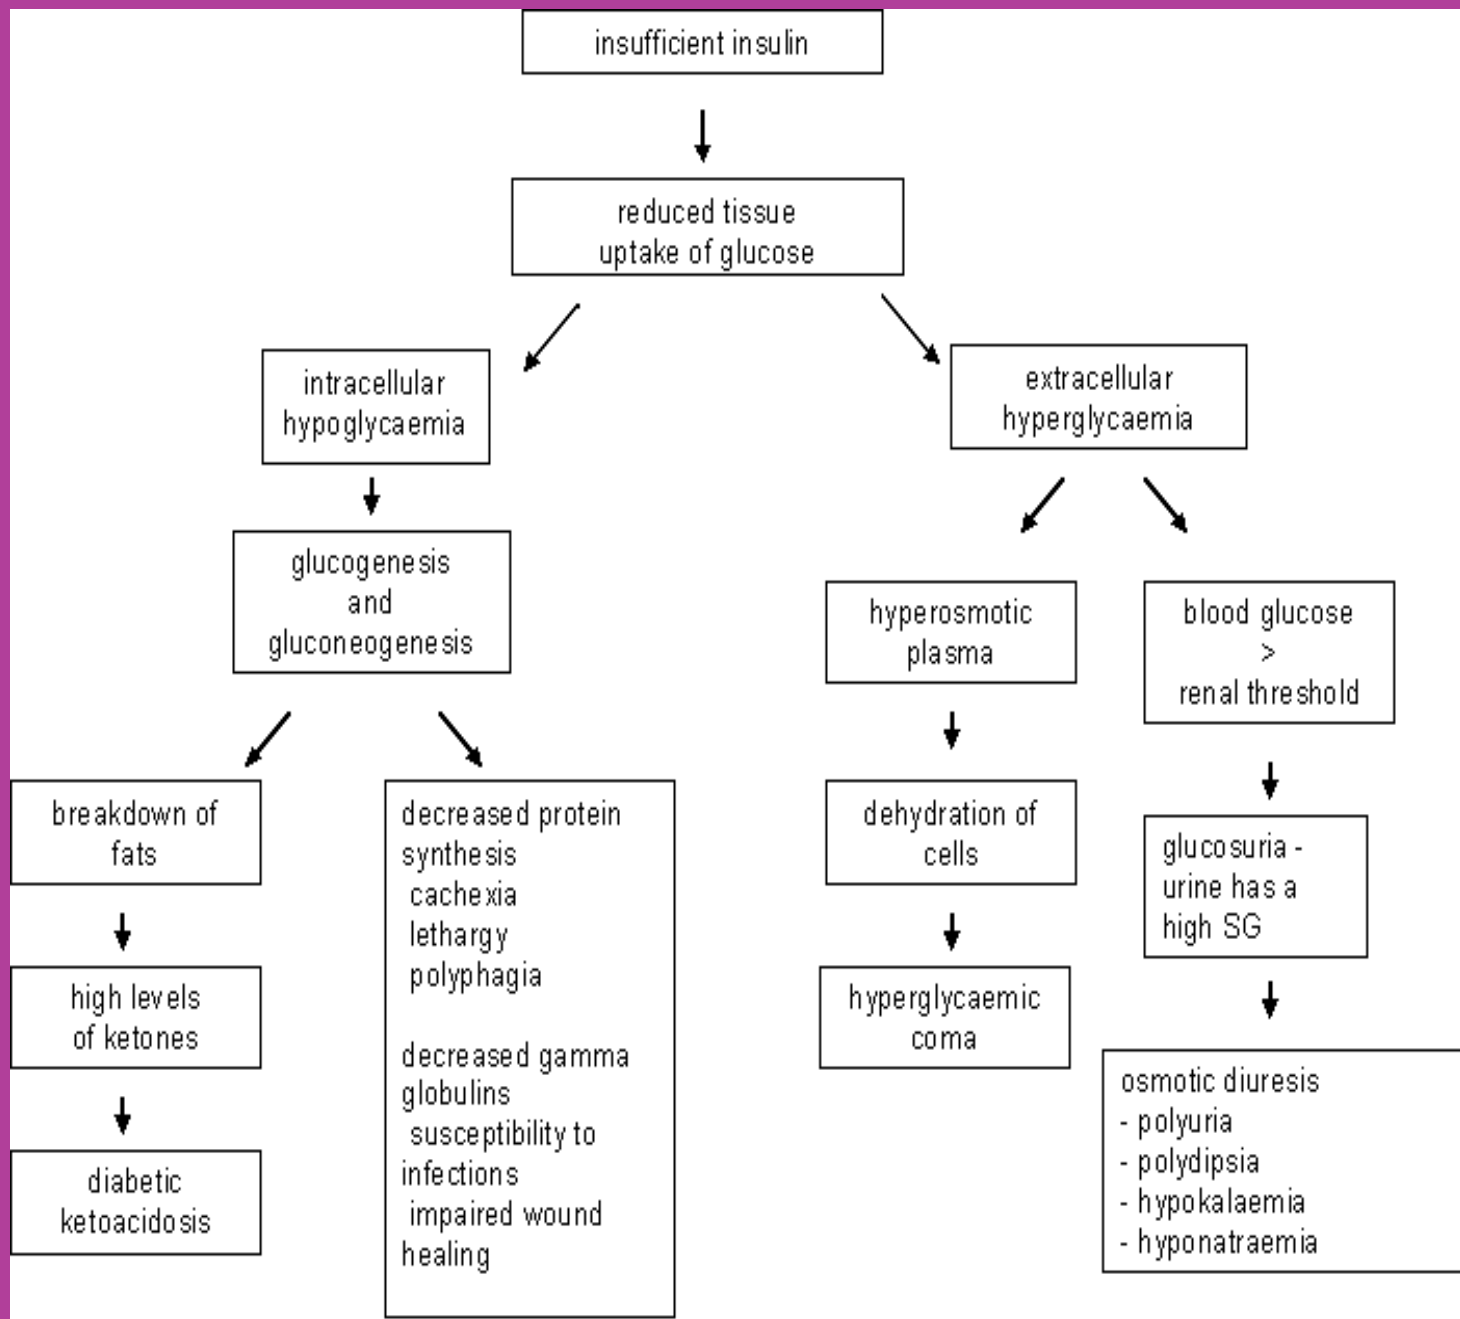 insufficient insulin
reduced tissue
uptake of glucose
intracellular
hypoglycaemia
extracellular
hyperglycaemia
glucogenesis
and
gluconeogenesis
hyperosmotic
plasma
blood glucose
>
renal threshold
breakdown of
fats
decreased protein
synthesis
cachexia
lethargy
polyphagia
decreased gamma
globulins
susceptibility to
infections
impaired wound
healing
dehydration of
cells
glucosuria -
urine has a
high SG
high levels
of ketones
hyperglycaemic
coma
diabetic
ketoacidosis
osmotic diuresis
- polyuria
- polydipsia
- hypokalaemia
- hyponatraemia